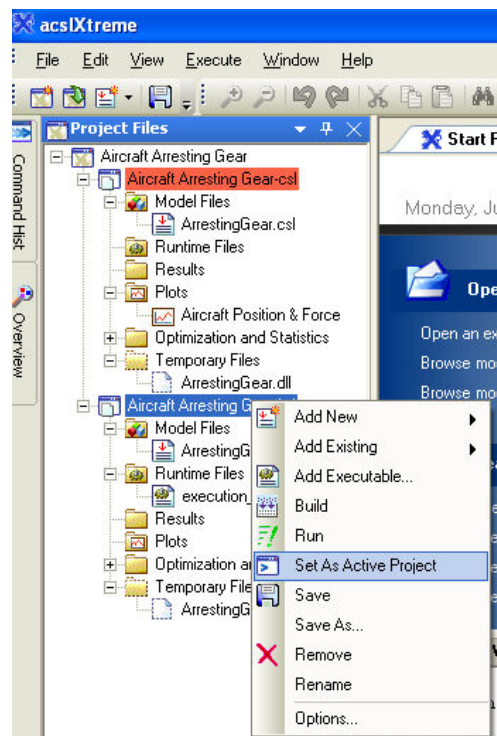 acslXtreme
File Edit View Execute Window Help
Project Files
Start
Command Hist
Overview
Aircraft Arresting Gear
Aircraft Arresting Gear-csl
Model Files
ArrestingGear.csl
Runtime Files
Results
Plots
Aircraft Position & Force
Optimization and Statistics
Temporary Files
ArrestingGear.dll
Aircraft Arresting
Model Files
ArrestingG
Runtime Files
execution_
Results
Plots
Optimization
Temporary Files
ArrestingG
Monday,
Ope
Open an ex
Browse mo
Browse mo
Add New
Add Existing
Add Executable...
Build
Run
Set As Active Project
Save
Save As...
Remove
Rename
Options...